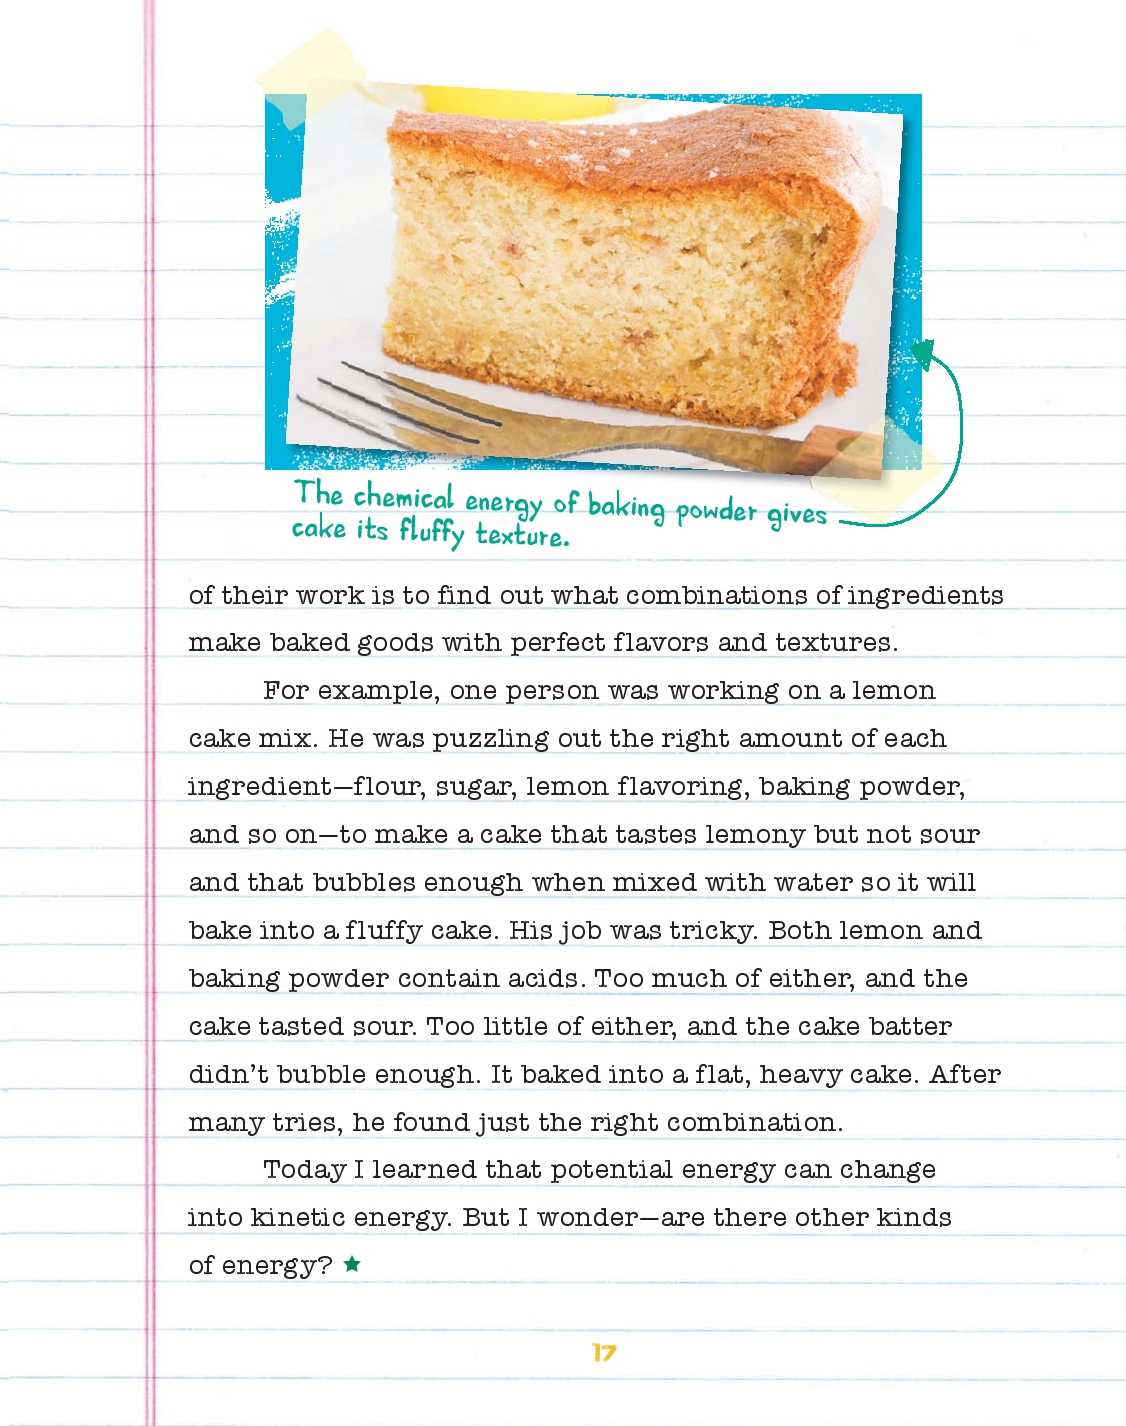 The chemical energy of baking powder gives
cake its fluffy texture.
of their work is to find out what combinations of ingredients
make baked goods with perfect flavors and textures.
For example, one person was working on a lemon
cake mix. He was puzzling out the right amount of each
ingredient—flour, sugar, lemon flavoring, baking powder,
and so on—to make a cake that tastes lemony but not sour
and that bubbles enough when mixed with water so it will
bake into a fluffy cake. His job was tricky. Both lemon and
baking powder contain acids. Too much of either, and the
cake tasted sour. Too little of either, and the cake batter
didn't bubble enough. It baked into a flat, heavy cake. After
many tries, he found just the right combination.
Today I learned that potential energy can change
into kinetic energy. But I wonder—are there other kinds
of energy? ★
17